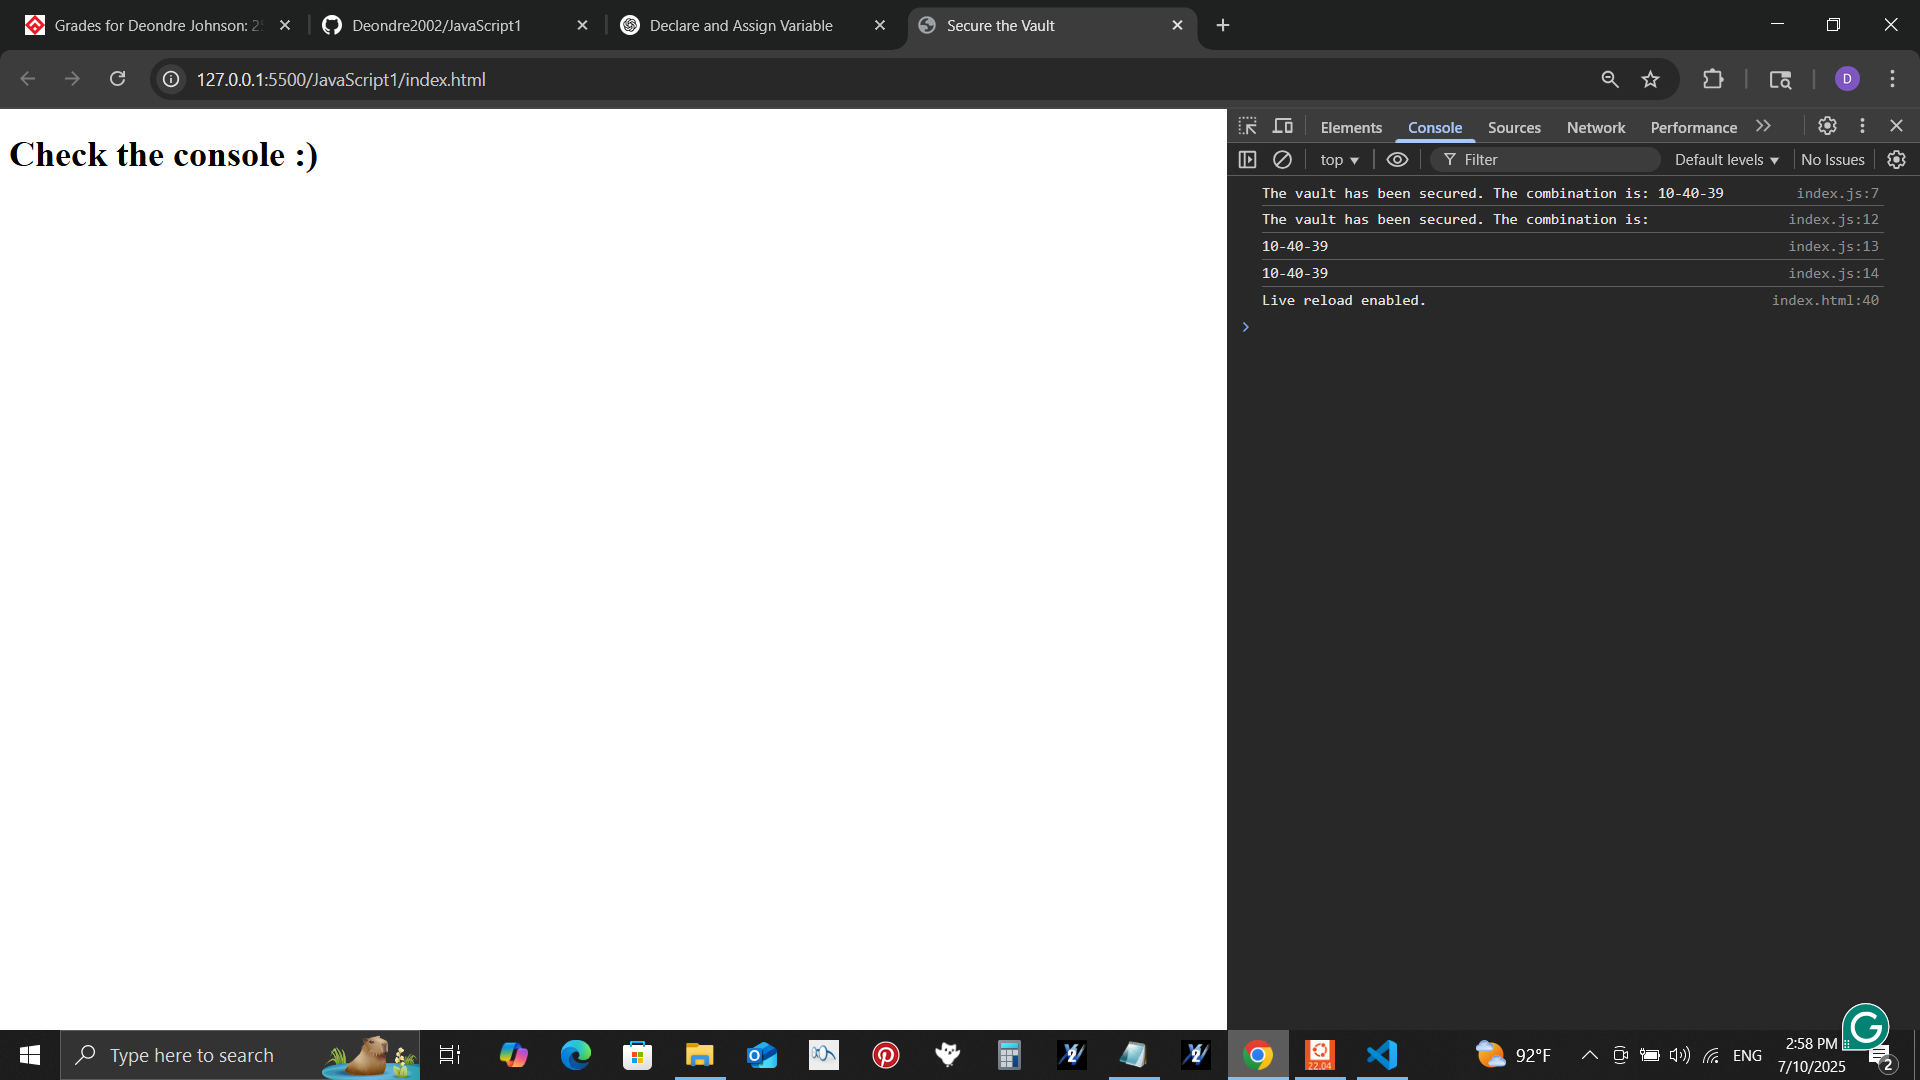 Grades for Deondre Johnson: 2
Deondre2002/JavaScript1
Declare and Assign Variable
Secure the Vault
127.0.0.1:5500/JavaScript1/index.html
D
Check the console :)
Elements
Console
Sources
Network
Performance
top
Filter
Default levels
No Issues
The vault has been secured. The combination is: 10-40-39 index.js:7
The vault has been secured. The combination is: index.js:12
10-40-39 index.js:13
10-40-39 index.js:14
Live reload enabled. index.html:40
Type here to search
22.04
92°F
ENG
2:58 PM
7/10/2025
2